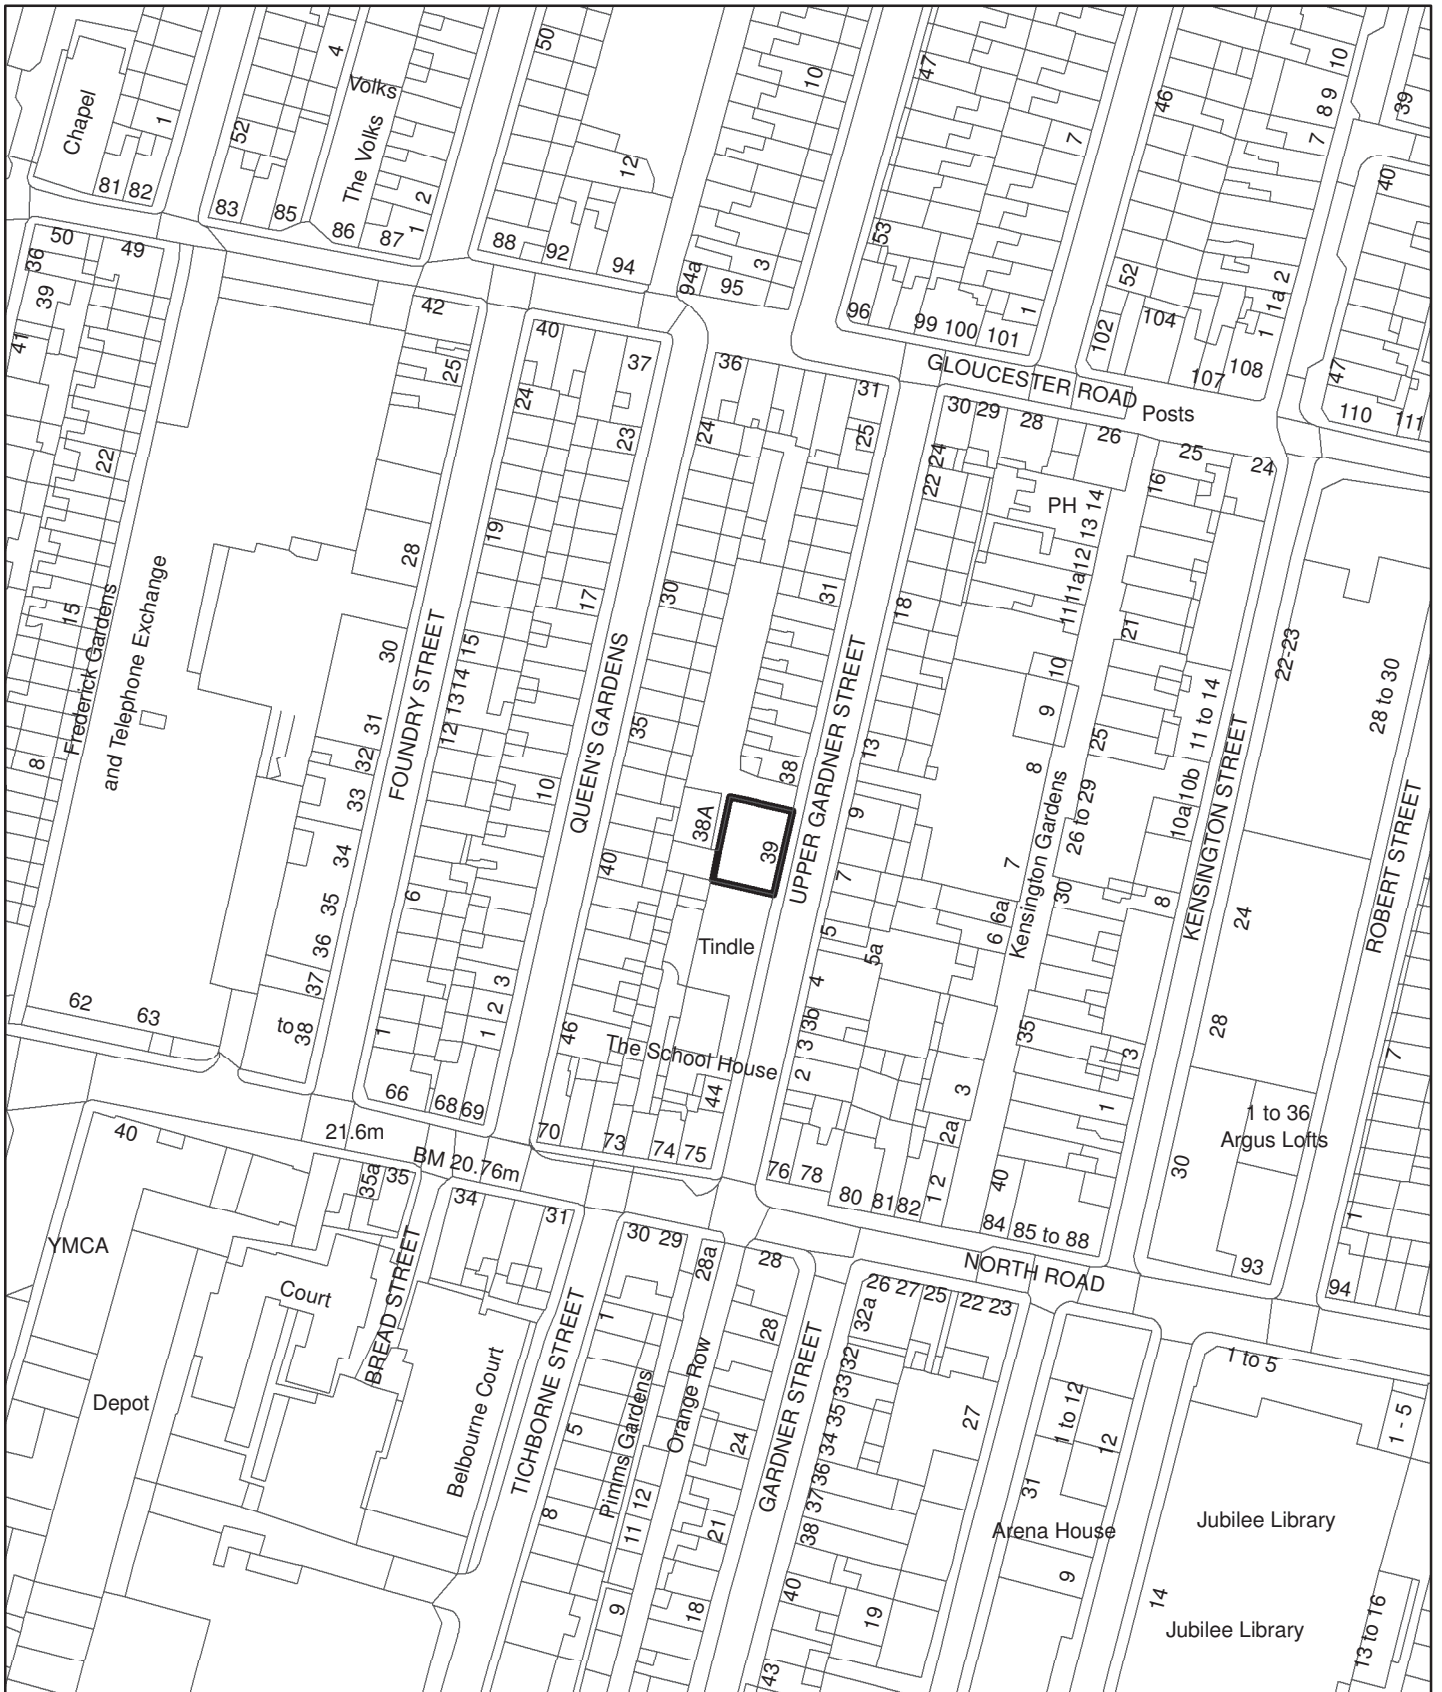 50
4
Volks
10
47
10
8 9
39
46
Chapel
1
52
The Volks
7
7
12
81 82
2
40
83
85
86
87
1
88
92
94
53
94a
95
3
52
1a 2
50
49
36
39
41
42
40
37
96
99 100 101
1
102
104
1
107
108
47
110
111
GLOUCESTER ROAD
Posts
25
24
23
36
31
24
25
30 29
28
26
25
24
22
24
22
16
PH
13 14
19
28
17
30
31
18
11 11a 12
21
22-23
15
Frederick Gardens
and Telephone Exchange
30
FOUNDRY STREET
15
12 13 14
QUEEN'S GARDENS
UPPER GARDNER STREET
10
9
11 to 14
28 to 30
8
31
32
33
34
35
36
37
to 38
35
10
38
13
8
25
KENSINGTON STREET
38A
39
9
7
Kensington Gardens
26 to 29
10a 10b
ROBERT STREET
40
6
7
30
8
24
6 6a
5
5a
Tindle
4
3b
3
2
62
63
1
3
2
1
46
The School House
44
35
3
28
7
66
68 69
70
73
74 75
3
2a
1
1 to 36
Argus Lofts
30
40
21.6m
BM 20.76m
76 78
80 81 82
1 2
40
84 85 to 88
35a
35
34
31
YMCA
Court
BREAD STREET
30 29
28a
28
NORTH ROAD
93
94
1
TICHBORNE STREET
1
28
26 27 25
22 23
32a
Depot
Belbourne Court
5
Pimms Gardens
Orange Row
24
GARDNER STREET
32
33
35
34
36
37
38
27
1 to 12
12
1 to 5
1 - 5
8
12
11
21
31
Arena House
Jubilee Library
9
18
40
19
9
14
Jubilee Library
13 to 16
43